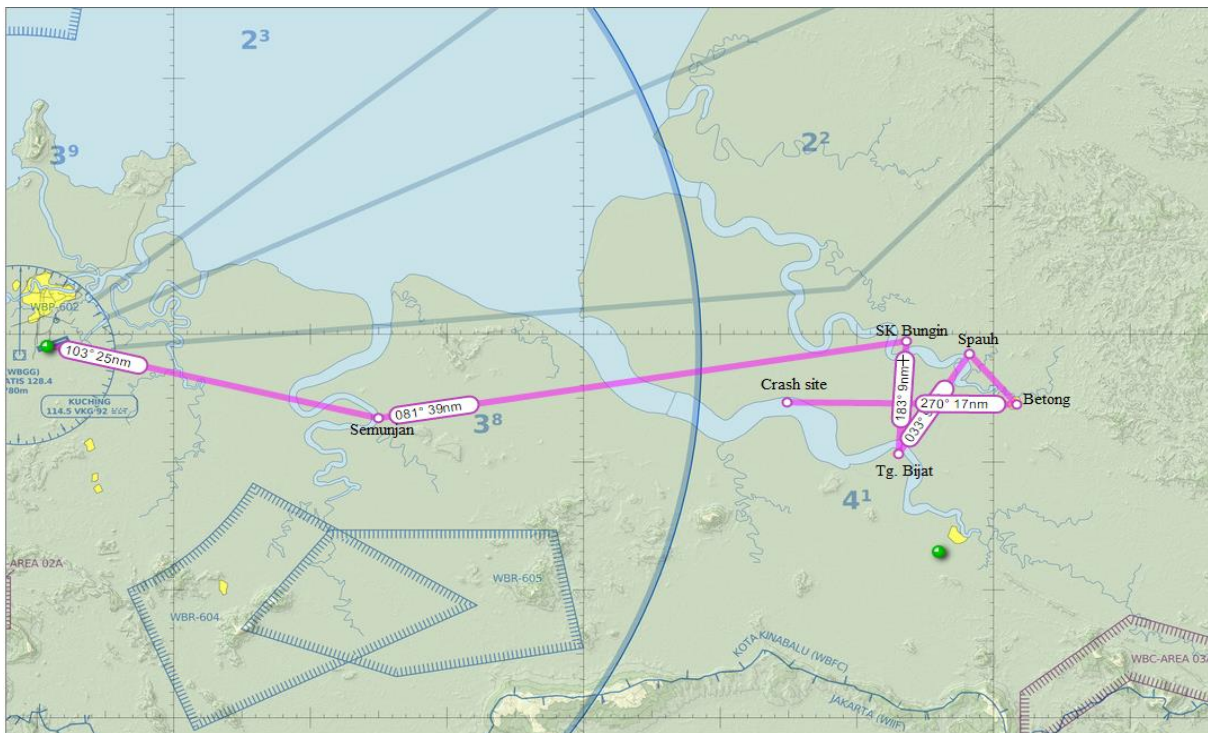 2³
3⁹
2²
WBP-602
SK Bungin
Spauh
103° 25nm
(WBGG)
ATIS 128.4
780m
KUCHING
114.5 VKG 92
Crash site
183° 9nm
270° 17nm
Betong
081° 39nm
033°
Semunjan
3⁸
Tg. Bijat
4¹
AREA 02A
WBR-605
WBR-604
KOTA KINABALU (WBFC)
JAKARTA (WIIF)
WBC-AREA 03A